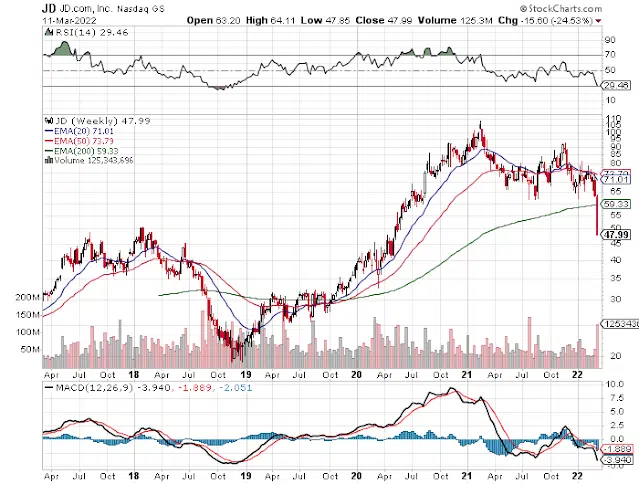 JD JD.com, Inc. Nasdaq GS ©StockCharts.com
11-Mar-2022 Open 63.20 High 64.11 Low 47.85 Close 47.99 Volume 125.3M Chg -15.60 (-24.53%)
RSI(14) 29.46
90
70
50
29.46
10
JD (Weekly) 47.99
EMA(20) 71.01
EMA(50) 73.79
EMA(200) 59.33
Volume 125,343,696
110
105
100
95
90
85
80
73.79
71.01
65
59.33
55
47.99
45
40
35
30
20
200M
150M
100M
50M
125343
Apr Jul Oct 18 Apr Jul Oct 19 Apr Jul Oct 20 Apr Jul Oct 21 Apr Jul Oct 22
MACD(12,26,9) -3.940, -1.889, -2.051
10.0
7.5
5.0
2.5
0.0
-1.889
-3.940
Apr Jul Oct 18 Apr Jul Oct 19 Apr Jul Oct 20 Apr Jul Oct 21 Apr Jul Oct 22